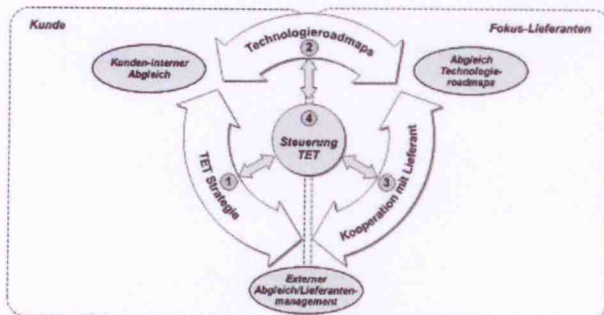 Kunde
Fokus-Lieferanten
Technologieroadmaps
2
Kunden-interner
Abgleich
Abgleich
Technologie-
roadmaps
4
Steuerung
TET
1
TET Strategie
3
Kooperation mit Lieferant
Externer
Abgleich/Lieferanten-
management